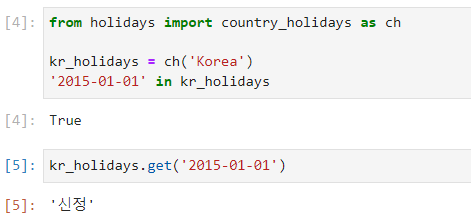 [4]: from holidays import country_holidays as ch
kr_holidays = ch('Korea')
'2015-01-01' in kr_holidays
[4]: True
[5]: kr_holidays.get('2015-01-01')
[5]: '신정'